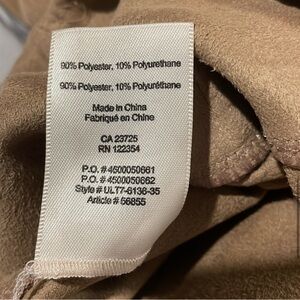 90% Polyester, 10% Polyurethane
90% Polyester, 10% Polyuréthane
Made in China
Fabriqué en Chine
CA 23725
RN 122354
P.O. # 4500050661
P.O. # 4500050662
Style # ULT7-6136-35
Article # 56855